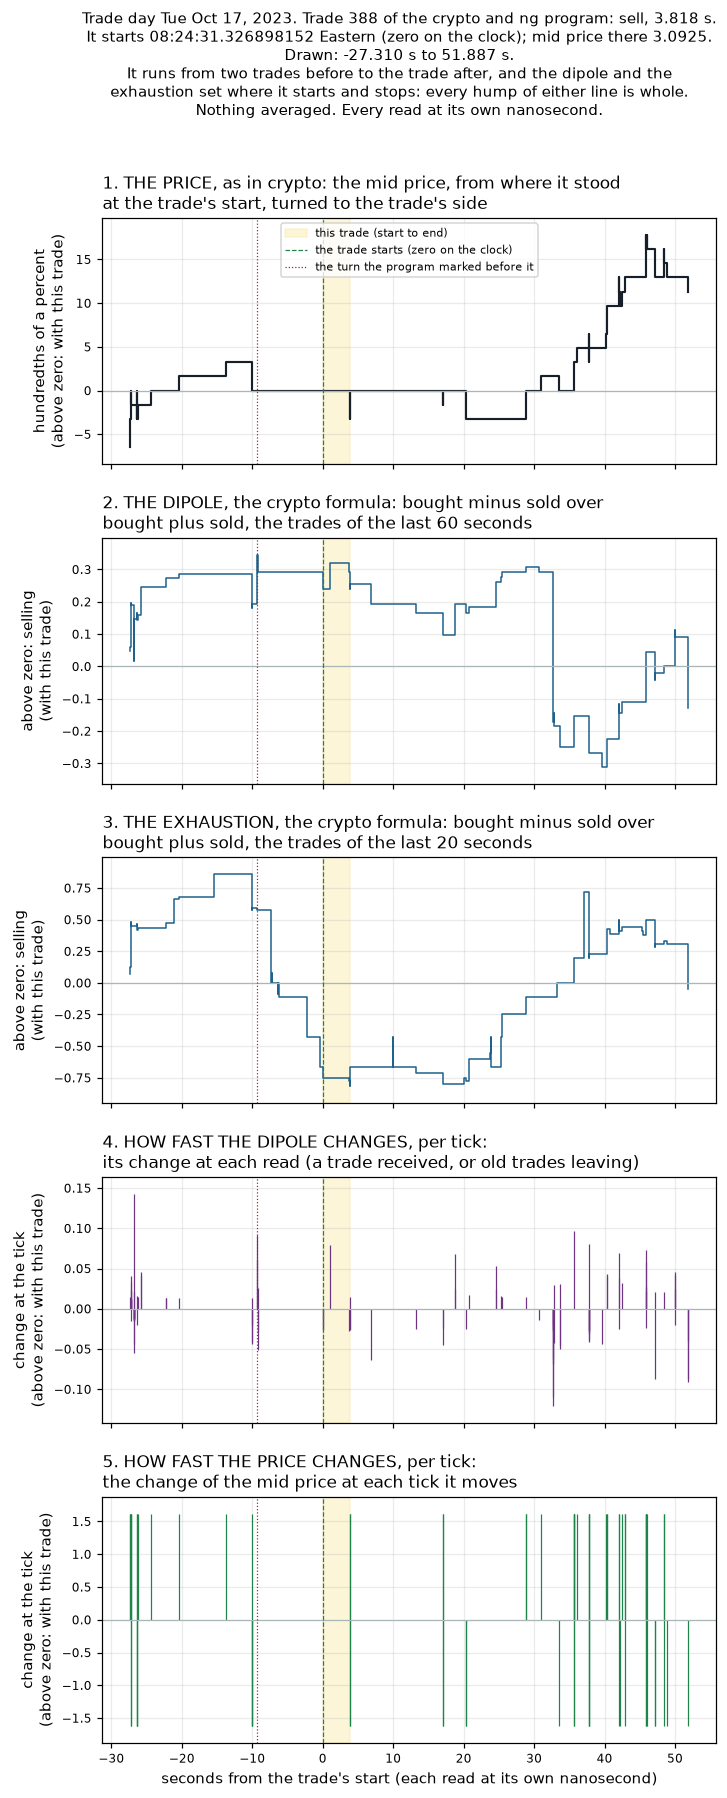 Trade day Tue Oct 17, 2023. Trade 388 of the crypto and ng program: sell, 3.818 s.
It starts 08:24:31.326898152 Eastern (zero on the clock); mid price there 3.0925.
Drawn: -27.310 s to 51.887 s.
It runs from two trades before to the trade after, and the dipole and the
exhaustion set where it starts and stops: every hump of either line is whole.
Nothing averaged. Every read at its own nanosecond.
1. THE PRICE, as in crypto: the mid price, from where it stood
at the trade's start, turned to the trade's side
this trade (start to end)
the trade starts (zero on the clock)
the turn the program marked before it
hundredths of a percent
(above zero: with this trade)
15
10
5
0
−5
2. THE DIPOLE, the crypto formula: bought minus sold over
bought plus sold, the trades of the last 60 seconds
above zero: selling
(with this trade)
0.3
0.2
0.1
0.0
−0.1
−0.2
−0.3
3. THE EXHAUSTION, the crypto formula: bought minus sold over
bought plus sold, the trades of the last 20 seconds
above zero: selling
(with this trade)
0.75
0.50
0.25
0.00
−0.25
−0.50
−0.75
4. HOW FAST THE DIPOLE CHANGES, per tick:
its change at each read (a trade received, or old trades leaving)
change at the tick
(above zero: with this trade)
0.15
0.10
0.05
0.00
−0.05
−0.10
5. HOW FAST THE PRICE CHANGES, per tick:
the change of the mid price at each tick it moves
change at the tick
(above zero: with this trade)
1.5
1.0
0.5
0.0
−0.5
−1.0
−1.5
−30 −20 −10 0 10 20 30 40 50
seconds from the trade's start (each read at its own nanosecond)